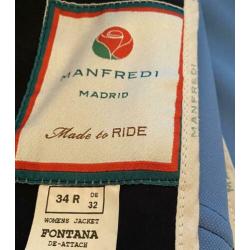 MANFREDI
MADRID
Made to RIDE
34 R
DE
32
WOMENS JACKET
FONTANA
DE-ATTACH